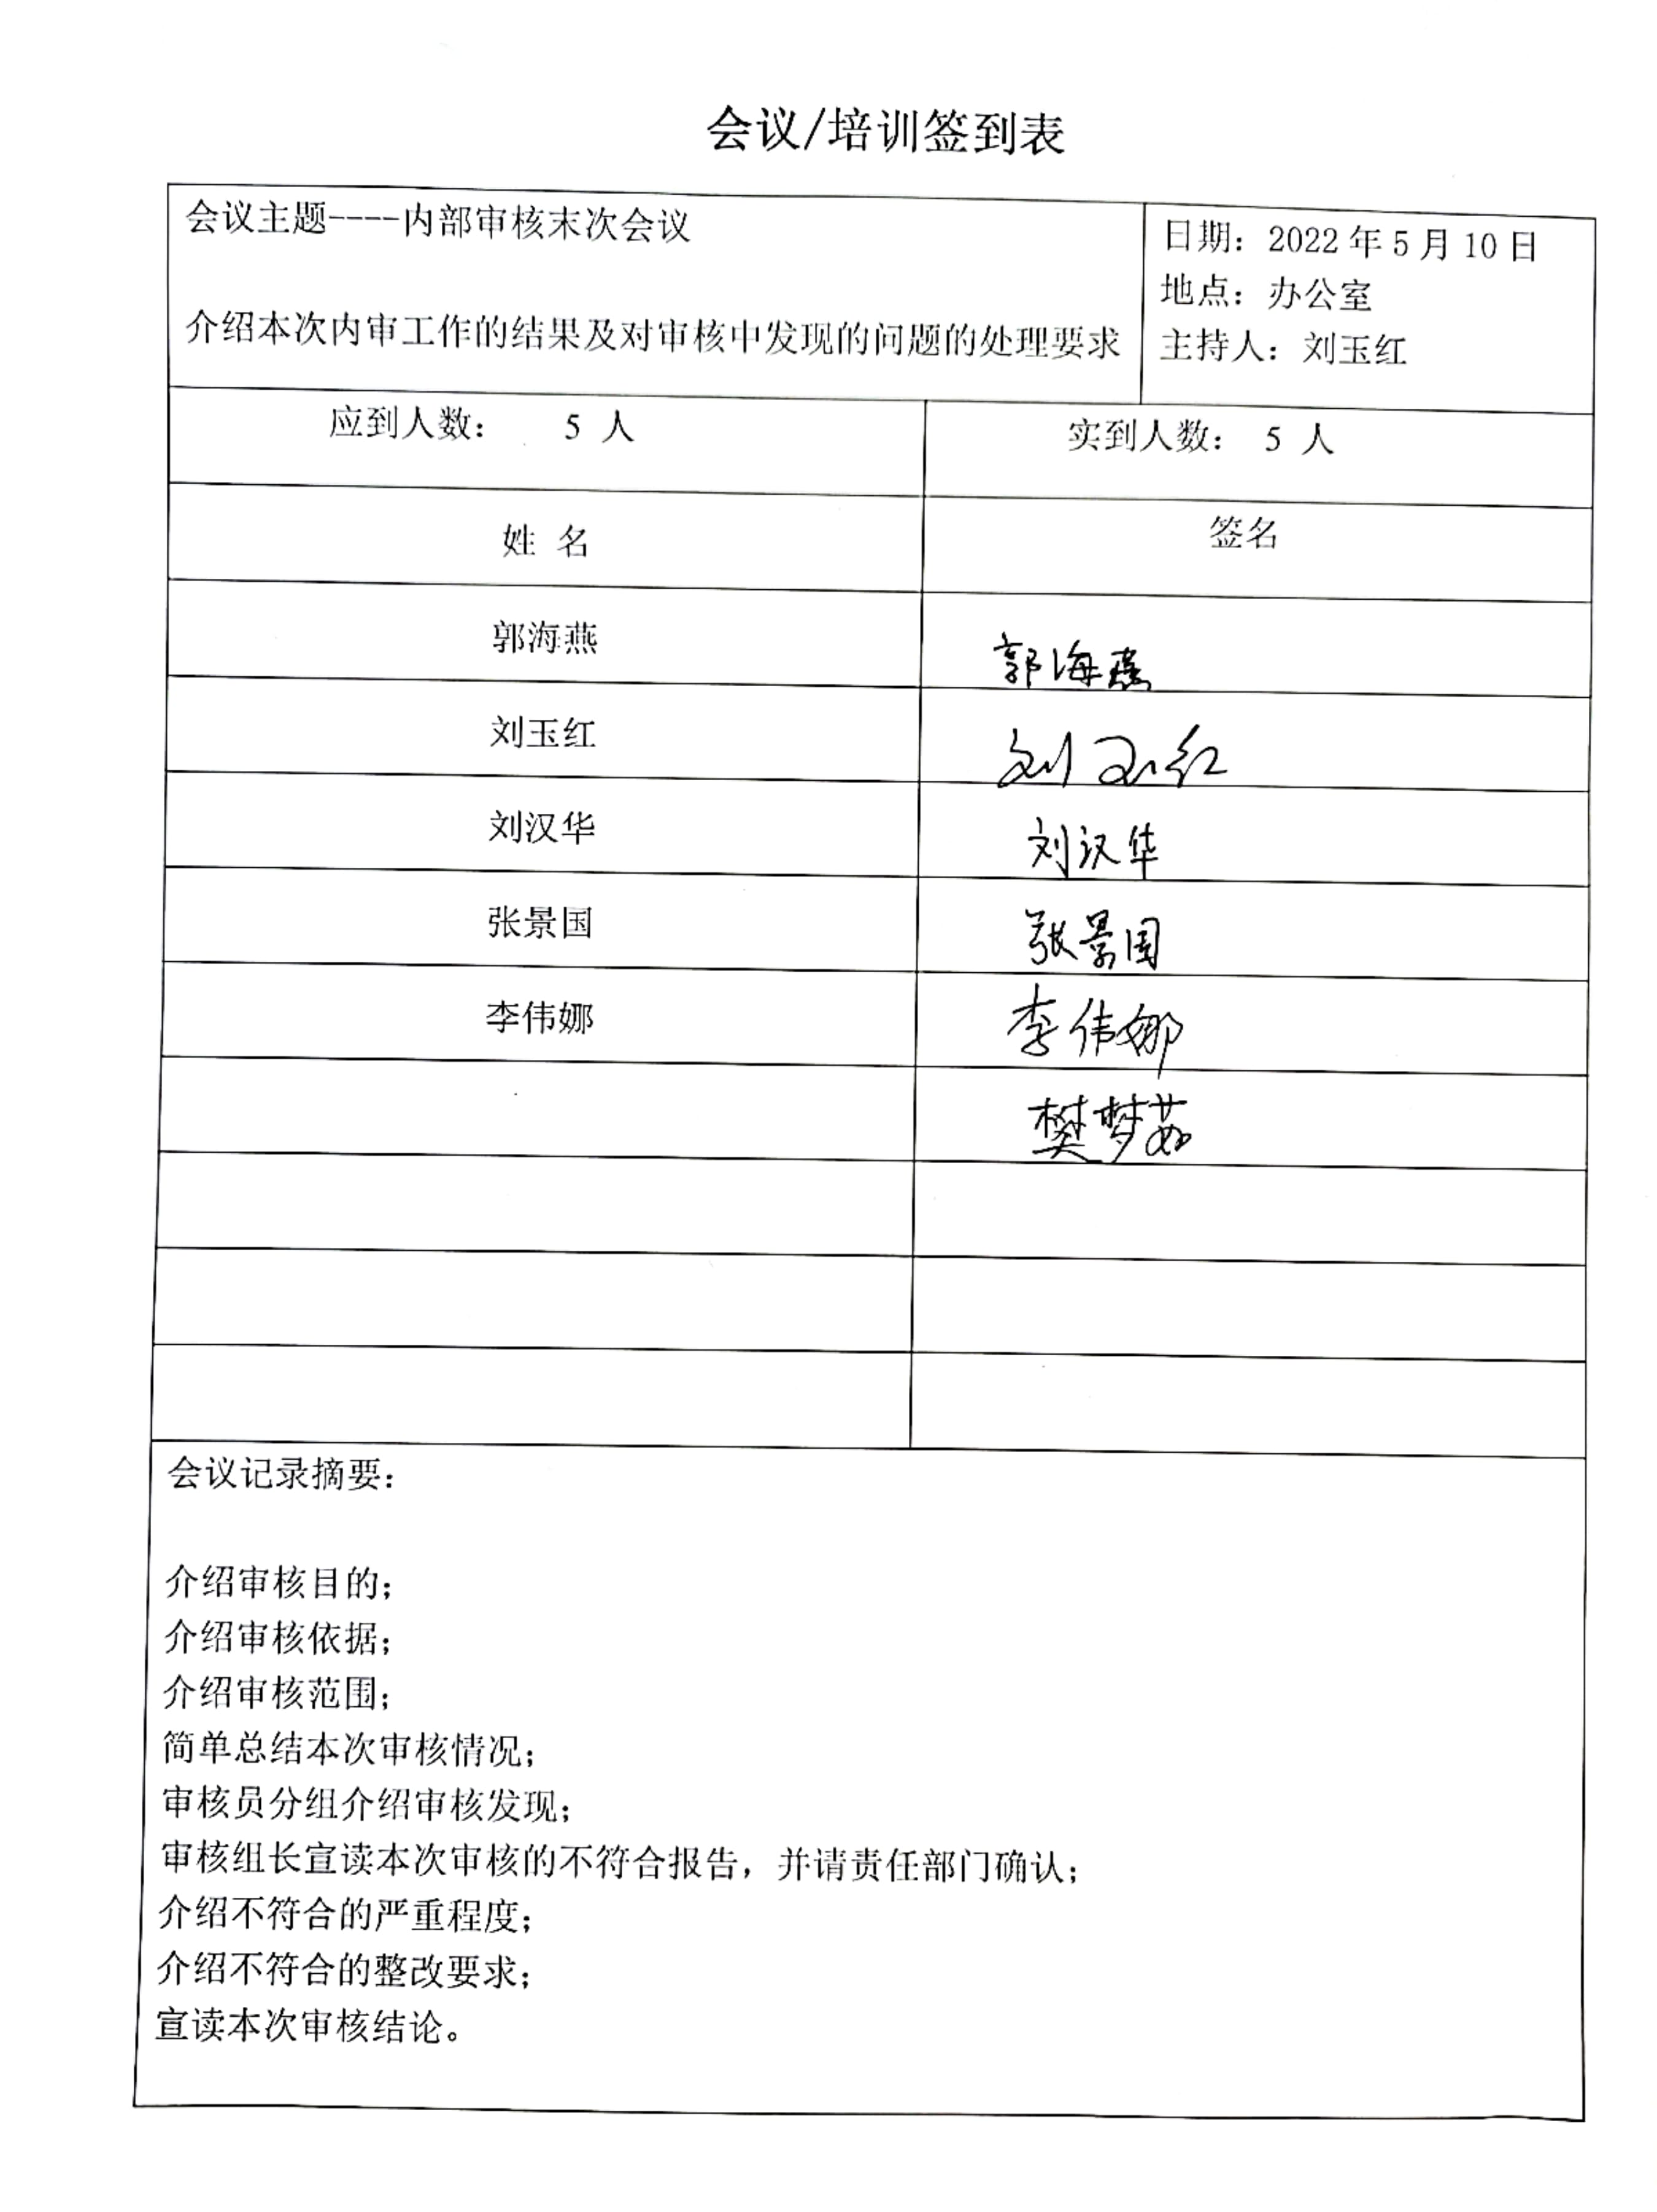 会议/培训签到表
会议主题----内部审核末次会议
介绍本次内审工作的结果及对审核中发现的问题的处理要求
日期：2022年5月10日
地点：办公室
主持人：刘玉红
应到人数： 5 人
实到人数： 5 人
姓 名
签名
郭海燕
郭海燕
刘玉红
刘玉红
刘汉华
刘汉华
张景国
张景国
李伟娜
李伟娜
樊梦茹
会议记录摘要：
介绍审核目的；
介绍审核依据；
介绍审核范围；
简单总结本次审核情况；
审核员分组介绍审核发现；
审核组长宣读本次审核的不符合报告，并请责任部门确认；
介绍不符合的严重程度；
介绍不符合的整改要求；
宣读本次审核结论。